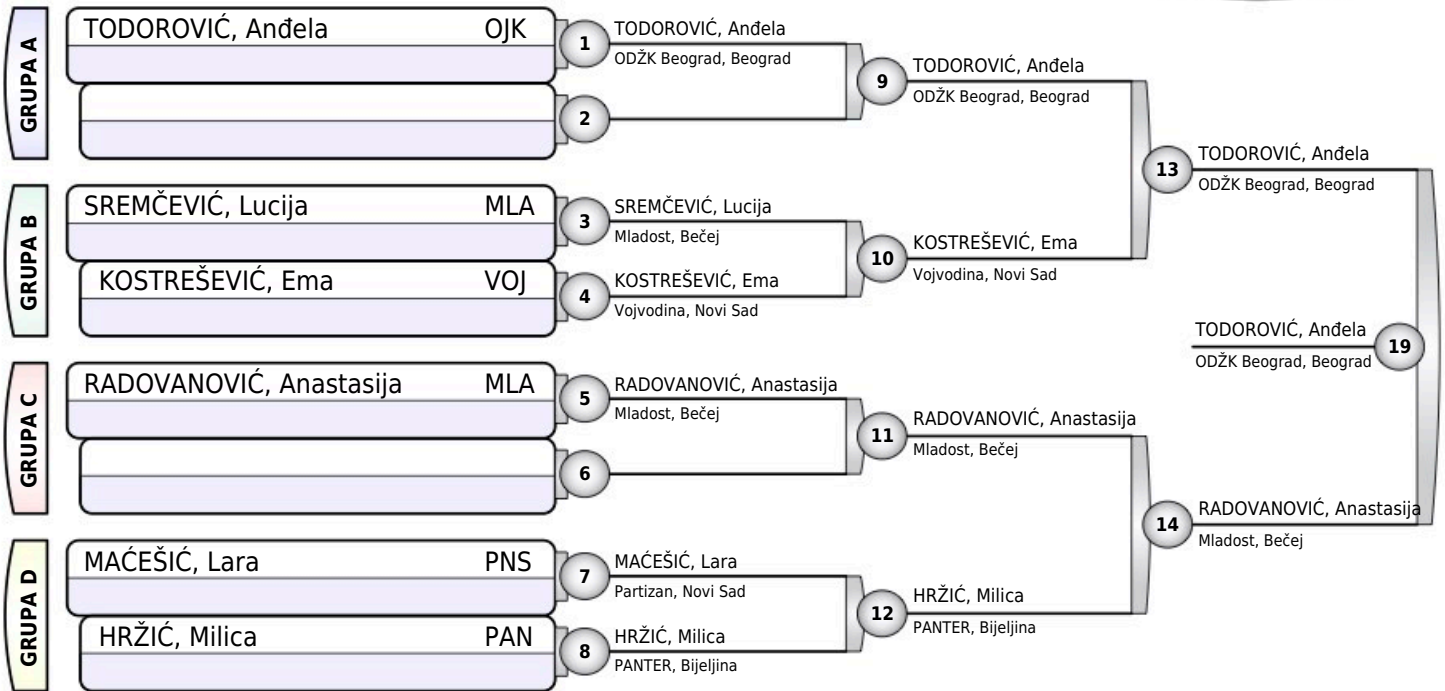 GRUPA A
TODOROVIĆ, Anđela OJK
1
TODOROVIĆ, Anđela
ODŽK Beograd, Beograd
2
9
TODOROVIĆ, Anđela
ODŽK Beograd, Beograd
GRUPA B
SREMČEVIĆ, Lucija MLA
3
SREMČEVIĆ, Lucija
Mladost, Bečej
KOSTREŠEVIĆ, Ema VOJ
4
KOSTREŠEVIĆ, Ema
Vojvodina, Novi Sad
10
KOSTREŠEVIĆ, Ema
Vojvodina, Novi Sad
13
TODOROVIĆ, Anđela
ODŽK Beograd, Beograd
GRUPA C
RADOVANOVIĆ, Anastasija MLA
5
RADOVANOVIĆ, Anastasija
Mladost, Bečej
6
11
RADOVANOVIĆ, Anastasija
Mladost, Bečej
GRUPA D
MAĆEŠIĆ, Lara PNS
7
MAĆEŠIĆ, Lara
Partizan, Novi Sad
HRŽIĆ, Milica PAN
8
HRŽIĆ, Milica
PANTER, Bijeljina
12
HRŽIĆ, Milica
PANTER, Bijeljina
14
RADOVANOVIĆ, Anastasija
Mladost, Bečej
TODOROVIĆ, Anđela
ODŽK Beograd, Beograd
19